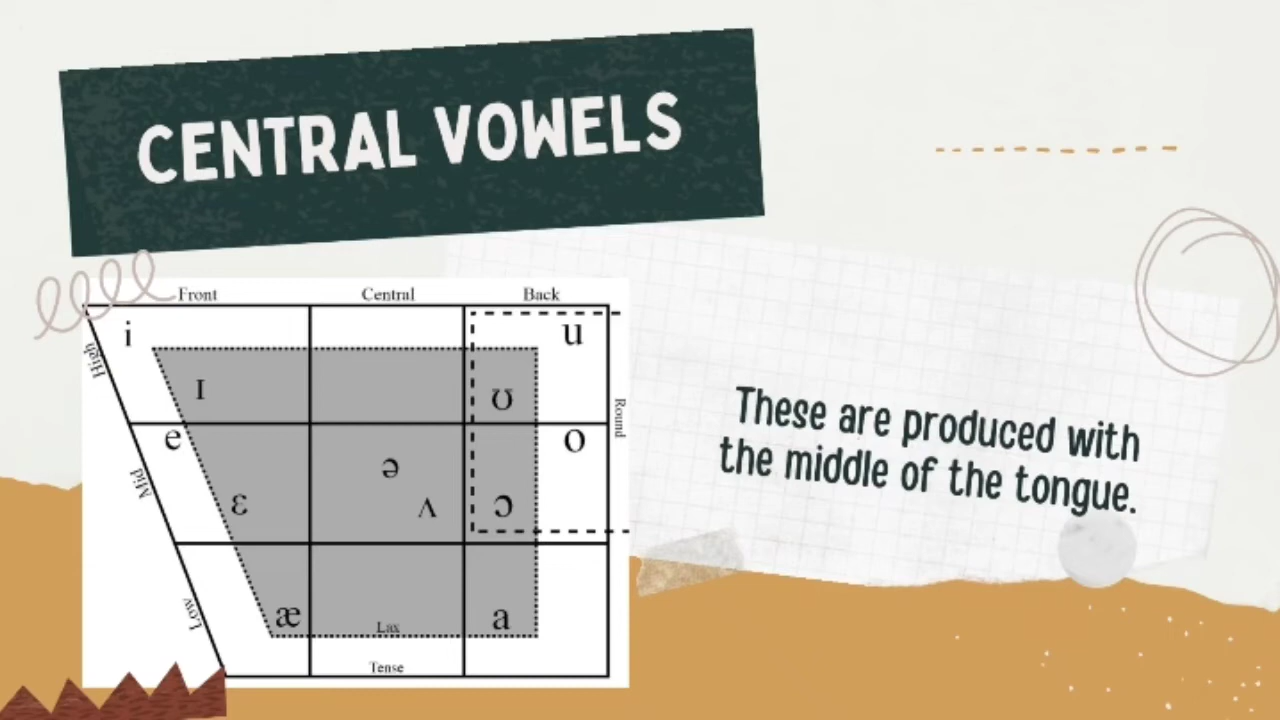 CENTRAL VOWELS
Front Central Back
i u
High
ɪ ʊ
Round
e o
ə
Mid
ɛ ʌ ɔ
Low
æ a
Lax
Tense
These are produced with
the middle of the tongue.